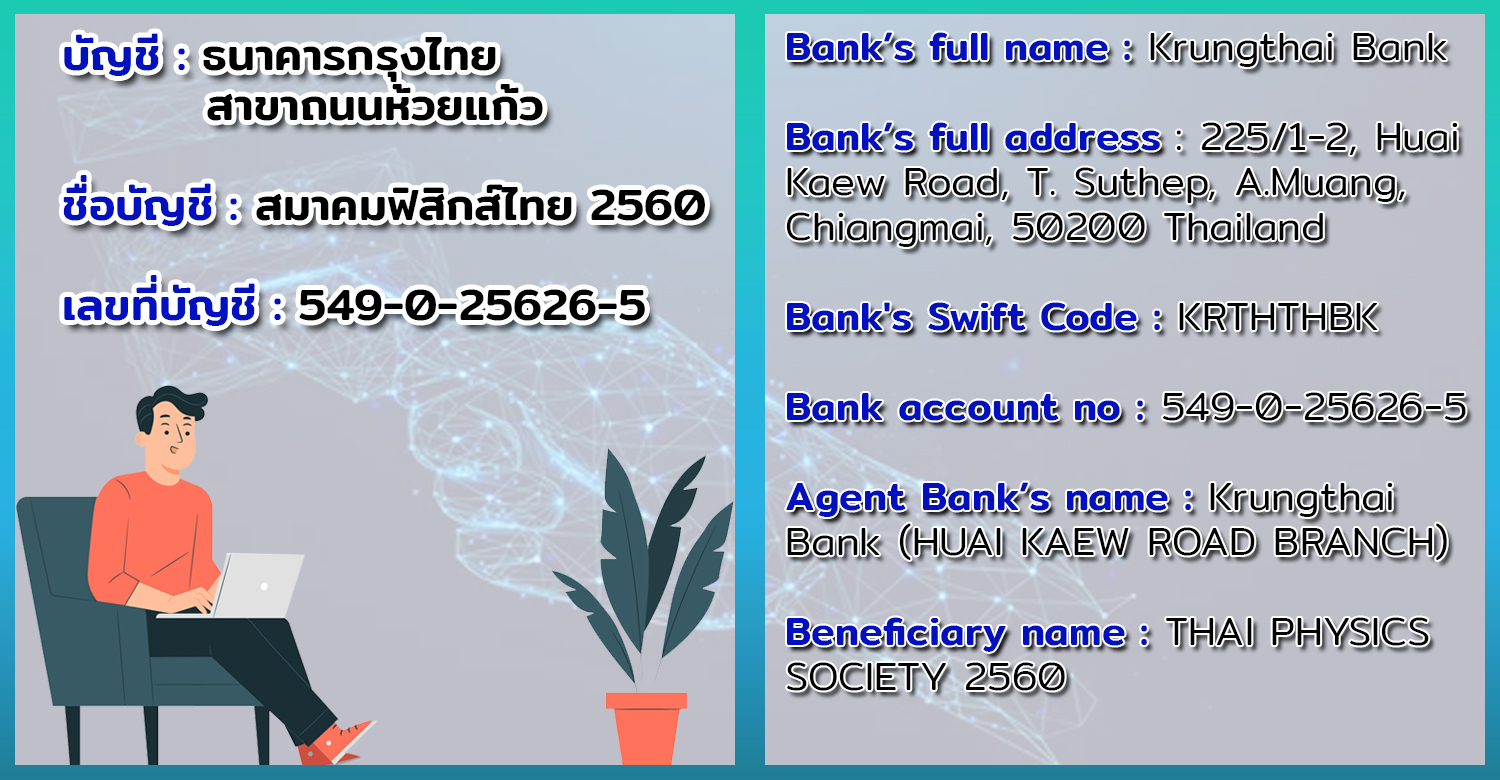 บัญชี : ธนาคารกรุงไทย
สาขาถนนห้วยแก้ว
ชื่อบัญชี : สมาคมฟิสิกส์ไทย 2560
เลขที่บัญชี : 549-0-25626-5
Bank’s full name : Krungthai Bank
Bank’s full address : 225/1-2, Huai
Kaew Road, T. Suthep, A.Muang,
Chiangmai, 50200 Thailand
Bank's Swift Code : KRTHTHBK
Bank account no : 549-0-25626-5
Agent Bank’s name : Krungthai
Bank (HUAI KAEW ROAD BRANCH)
Beneficiary name : THAI PHYSICS
SOCIETY 2560